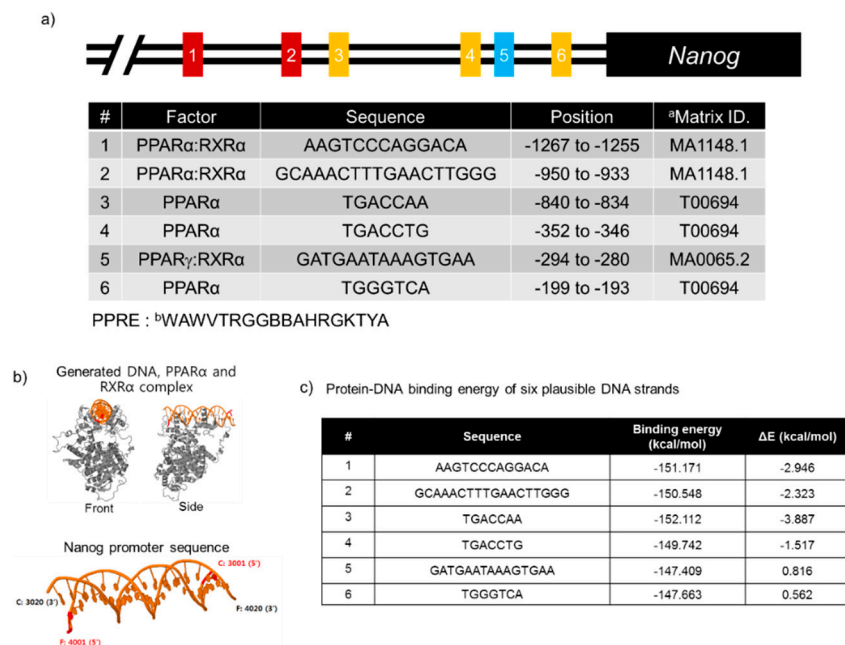 a)
1 2 3 4 5 6 Nanog
# Factor Sequence Position ᵃMatrix ID.
1 PPARα:RXRα AAGTCCCAGGACA -1267 to -1255 MA1148.1
2 PPARα:RXRα GCAAACTTTGAACTTGGG -950 to -933 MA1148.1
3 PPARα TGACCAA -840 to -834 T00694
4 PPARα TGACCTG -352 to -346 T00694
5 PPARγ:RXRα GATGAATAAAGTGAA -294 to -280 MA0065.2
6 PPARα TGGGTCA -199 to -193 T00694
PPRE : ᵇWAWVTRGGBBAHRGKTYA
b)
Generated DNA, PPARα and
RXRα complex
Front Side
Nanog promoter sequence
C: 3001 (5')
C: 3020 (3')
F: 4020 (3')
F: 4001 (5')
c) Protein-DNA binding energy of six plausible DNA strands
# Sequence Binding energy (kcal/mol) ΔE (kcal/mol)
1 AAGTCCCAGGACA -151.171 -2.946
2 GCAAACTTTGAACTTGGG -150.548 -2.323
3 TGACCAA -152.112 -3.887
4 TGACCTG -149.742 -1.517
5 GATGAATAAAGTGAA -147.409 0.816
6 TGGGTCA -147.663 0.562